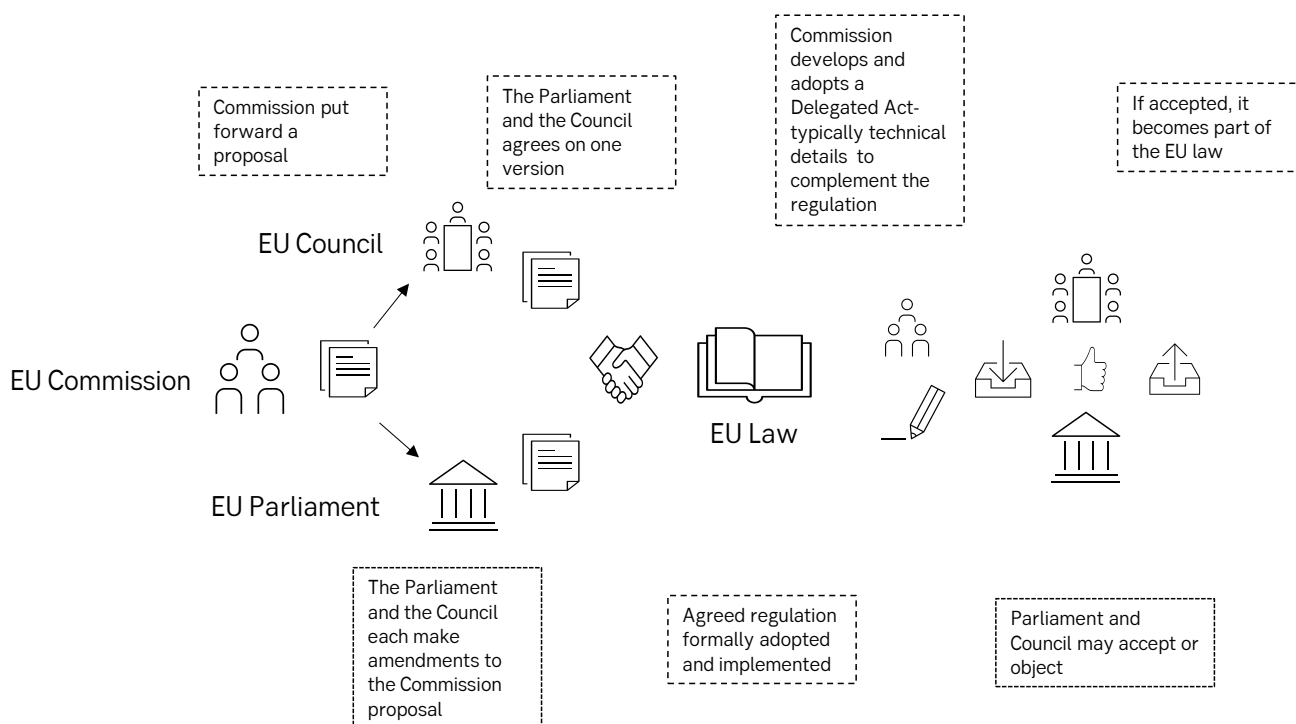 Commission put
forward a
proposal
The Parliament
and the Council
agrees on one
version
Commission
develops and
adopts a
Delegated Act-
typically technical
details to
complement the
regulation
If accepted, it
becomes part of
the EU law
EU Council
EU Commission
EU Law
EU Parliament
The Parliament
and the Council
each make
amendments to
the Commission
proposal
Agreed regulation
formally adopted
and implemented
Parliament and
Council may accept or
object